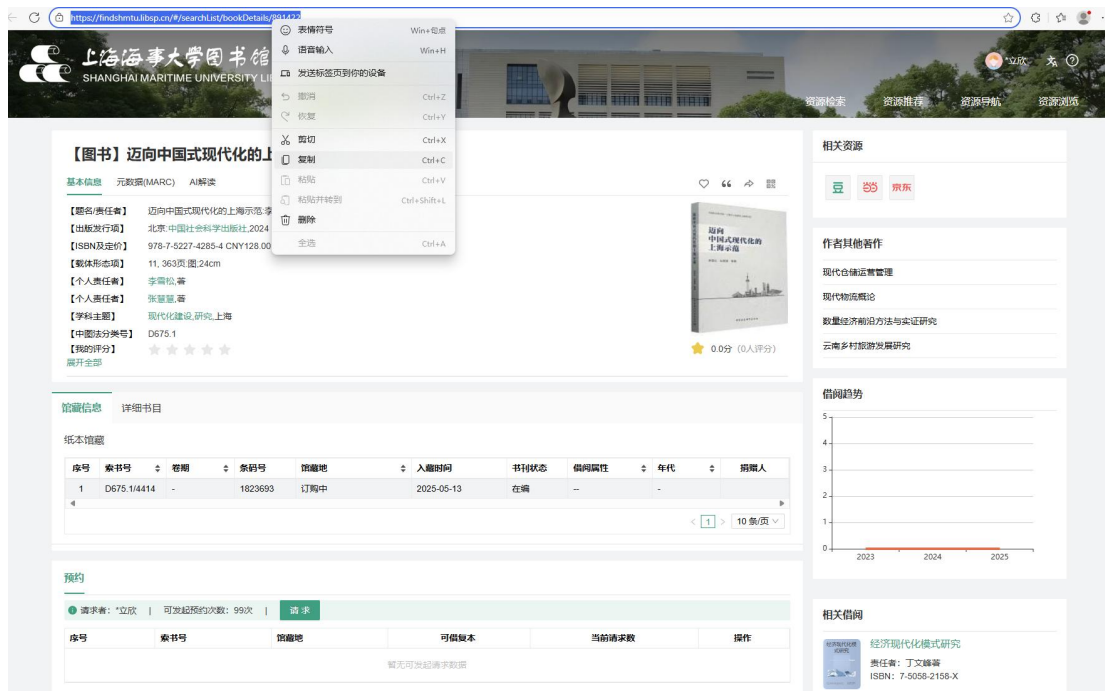 https://findshmtu.libsp.cn/#/searchList/bookDetails/891422
上海海事大学图书馆
SHANGHAI MARITIME UNIVERSITY LI
*立欣
资源检索 资源推荐 资源导航 资源浏览
表情符号 Win+句点
语音输入 Win+H
发送标签页到你的设备
撤消 Ctrl+Z
恢复 Ctrl+Y
剪切 Ctrl+X
复制 Ctrl+C
粘贴 Ctrl+V
粘贴并转到 Ctrl+Shift+L
删除
全选 Ctrl+A
【图书】迈向中国式现代化的上
基本信息 元数据(MARC) AI解读
【题名/责任者】 迈向中国式现代化的上海示范:李
【出版发行项】 北京:中国社会科学出版社,2024
【ISBN及定价】 978-7-5227-4285-4 CNY128.00
【载体形态项】 11, 363页:图;24cm
【个人责任者】 李雪松,著
【个人责任者】 张慧慧,著
【学科主题】 现代化建设,研究,上海
【中图法分类号】 D675.1
【我的评分】
展开全部
迈向
中国式现代化的
上海示范
0.0分 (0人评分)
馆藏信息 详细书目
纸本馆藏
序号 索书号 卷期 条码号 馆藏地 入藏时间 书刊状态 借阅属性 年代 捐赠人
1 D675.1/4414 - 1823693 订购中 2025-05-13 在编 -- -
1 10 条/页
预约
请求者: *立欣 | 可发起预约次数: 99次 | 请 求
序号 索书号 馆藏地 可借复本 当前请求数 操作
暂无可发起请求数据
相关资源
豆 当当 京东
作者其他著作
现代仓储运营管理
现代物流概论
数量经济前沿方法与实证研究
云南乡村旅游发展研究
借阅趋势
5
4
3
2
1
0
2023 2024 2025
相关借阅
经济现代化模式研究
责任者: 丁文峰著
ISBN: 7-5058-2158-X